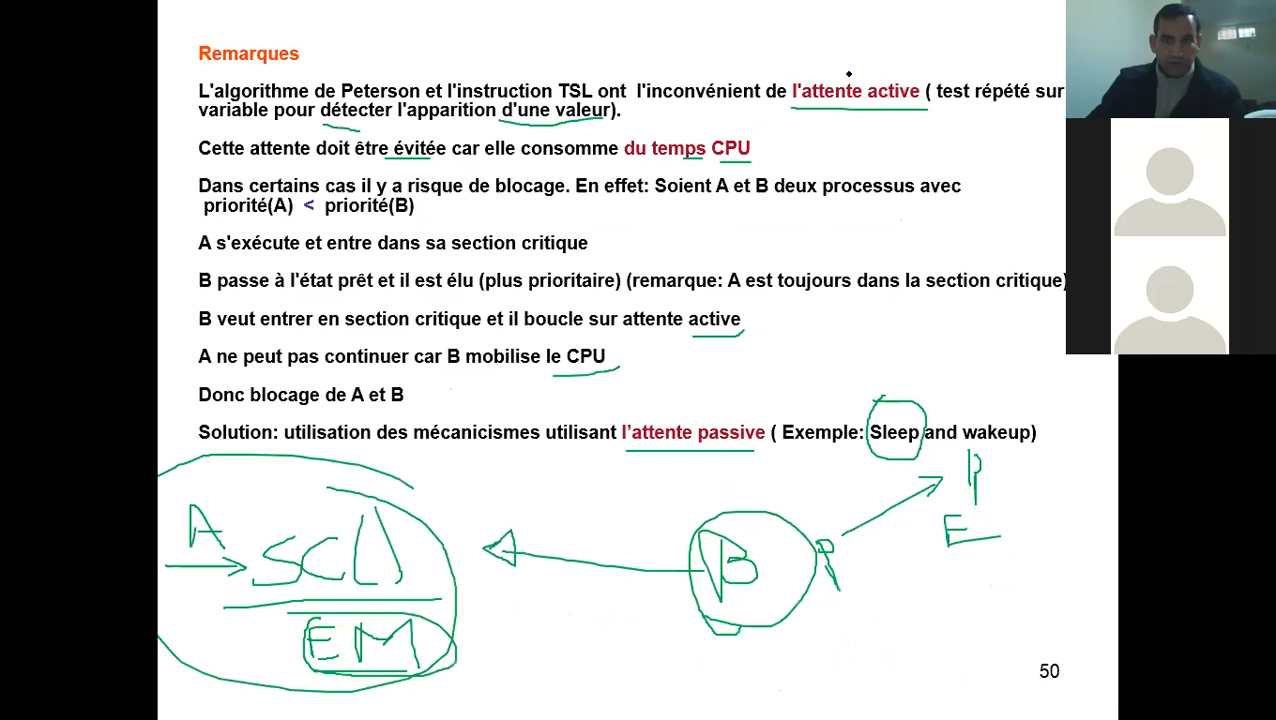 Remarques
L'algorithme de Peterson et l'instruction TSL ont l'inconvénient de l'attente active ( test répété sur
variable pour détecter l'apparition d'une valeur).
Cette attente doit être évitée car elle consomme du temps CPU
Dans certains cas il y a risque de blocage. En effet: Soient A et B deux processus avec
priorité(A) < priorité(B)
A s'exécute et entre dans sa section critique
B passe à l'état prêt et il est élu (plus prioritaire) (remarque: A est toujours dans la section critique)
B veut entrer en section critique et il boucle sur attente active
A ne peut pas continuer car B mobilise le CPU
Donc blocage de A et B
Solution: utilisation des mécanicismes utilisant l'attente passive ( Exemple: Sleep and wakeup)
A
SC
B
E
EM
50